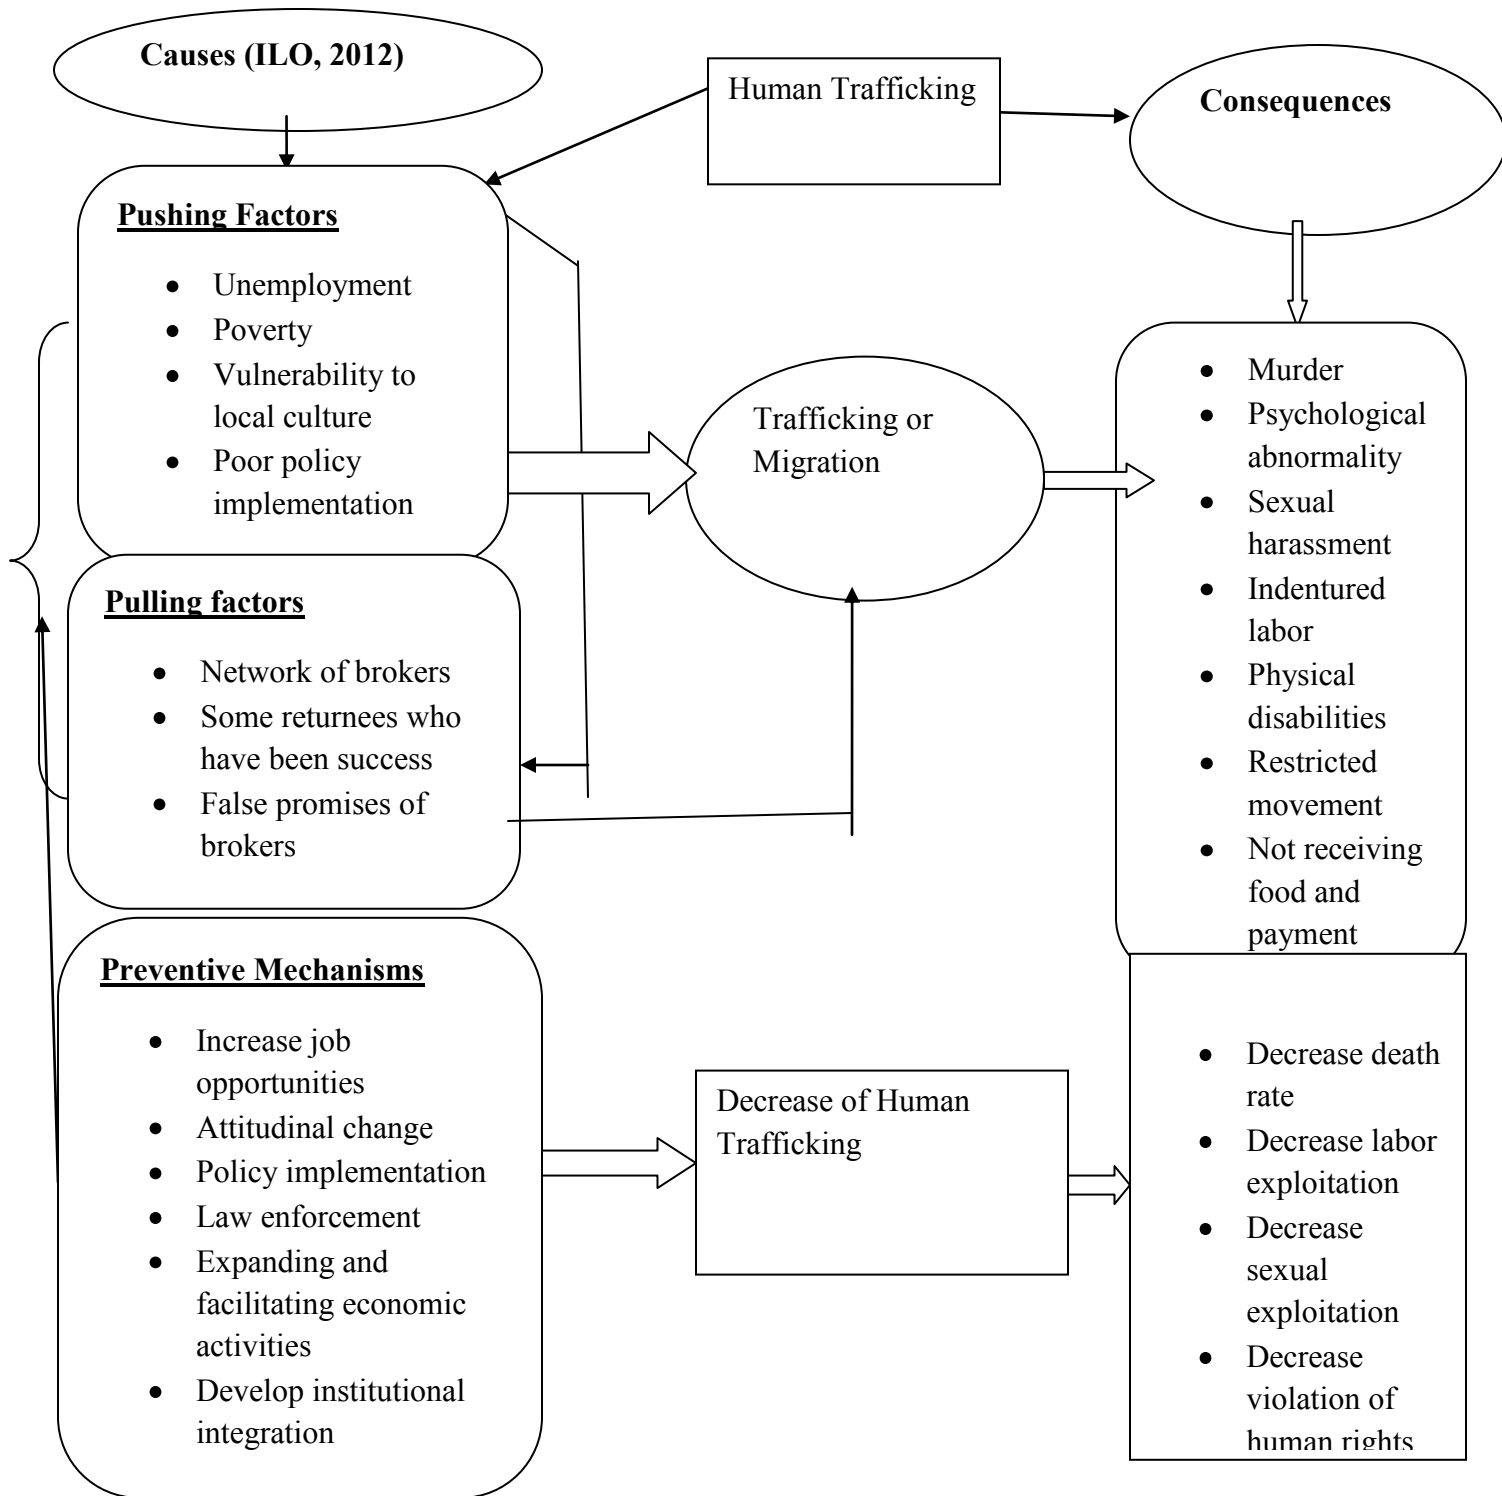 Causes (ILO, 2012)
Human Trafficking
Consequences
Pushing Factors
• Unemployment
• Poverty
• Vulnerability to
local culture
• Poor policy
implementation
Pulling factors
• Network of brokers
• Some returnees who
have been success
• False promises of
brokers
Trafficking or
Migration
• Murder
• Psychological
abnormality
• Sexual
harassment
• Indentured
labor
• Physical
disabilities
• Restricted
movement
• Not receiving
food and
payment
Preventive Mechanisms
• Increase job
opportunities
• Attitudinal change
• Policy implementation
• Law enforcement
• Expanding and
facilitating economic
activities
• Develop institutional
integration
Decrease of Human
Trafficking
• Decrease death
rate
• Decrease labor
exploitation
• Decrease
sexual
exploitation
• Decrease
violation of
human rights